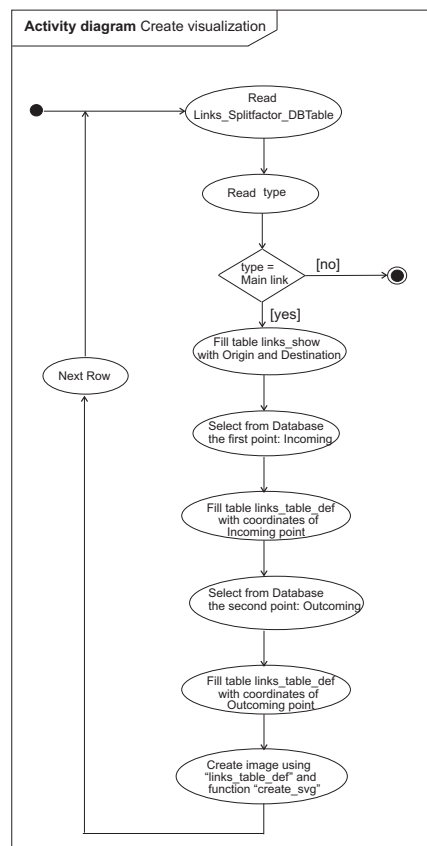 Activity diagram Create visualization
Read
Links_Splitfactor_DBTable
Read type
type =
Main link
[no]
[yes]
Fill table links_show
with Origin and Destination
Next Row
Select from Database
the first point: Incoming
Fill table links_table_def
with coordinates of
Incoming point
Select from Database
the second point: Outcoming
Fill table links_table_def
with coordinates of
Outcoming point
Create image using
“links_table_def” and
function “create_svg”